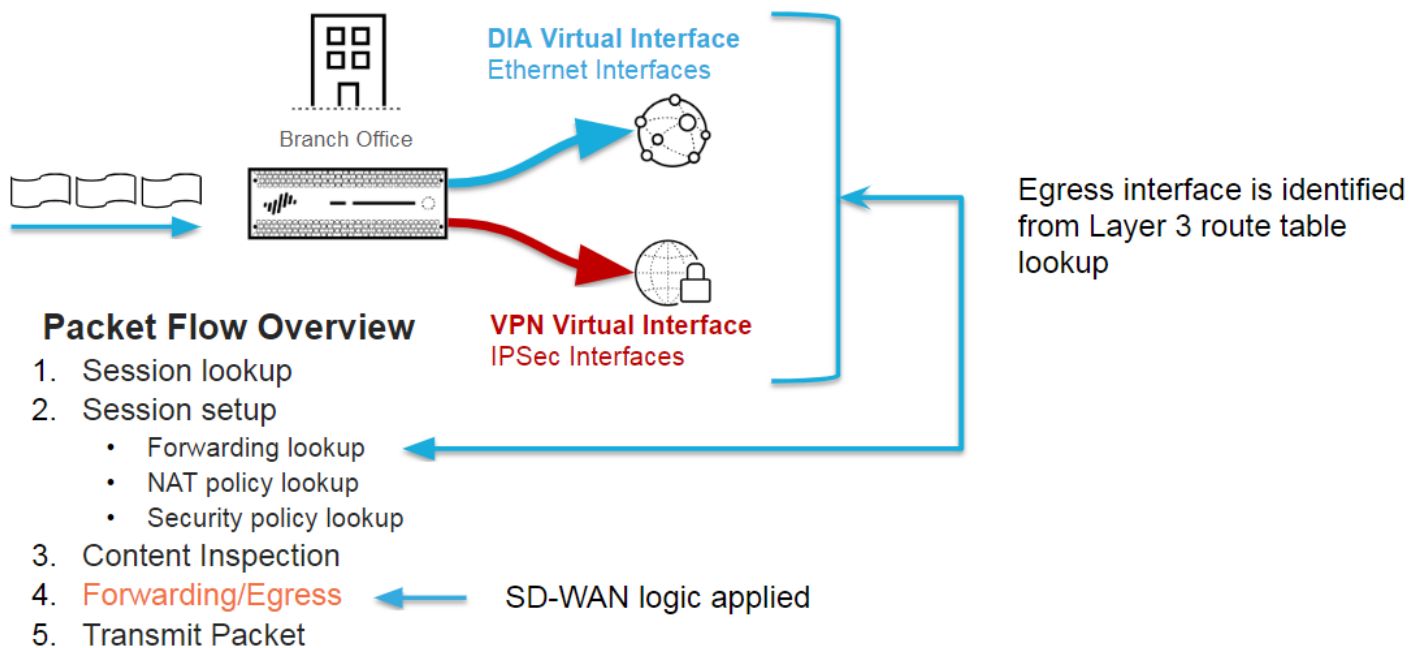 DIA Virtual Interface
Ethernet Interfaces
Branch Office
Egress interface is identified
from Layer 3 route table
lookup
VPN Virtual Interface
IPSec Interfaces
Packet Flow Overview
1. Session lookup
2. Session setup
• Forwarding lookup
• NAT policy lookup
• Security policy lookup
3. Content Inspection
4. Forwarding/Egress
SD-WAN logic applied
5. Transmit Packet